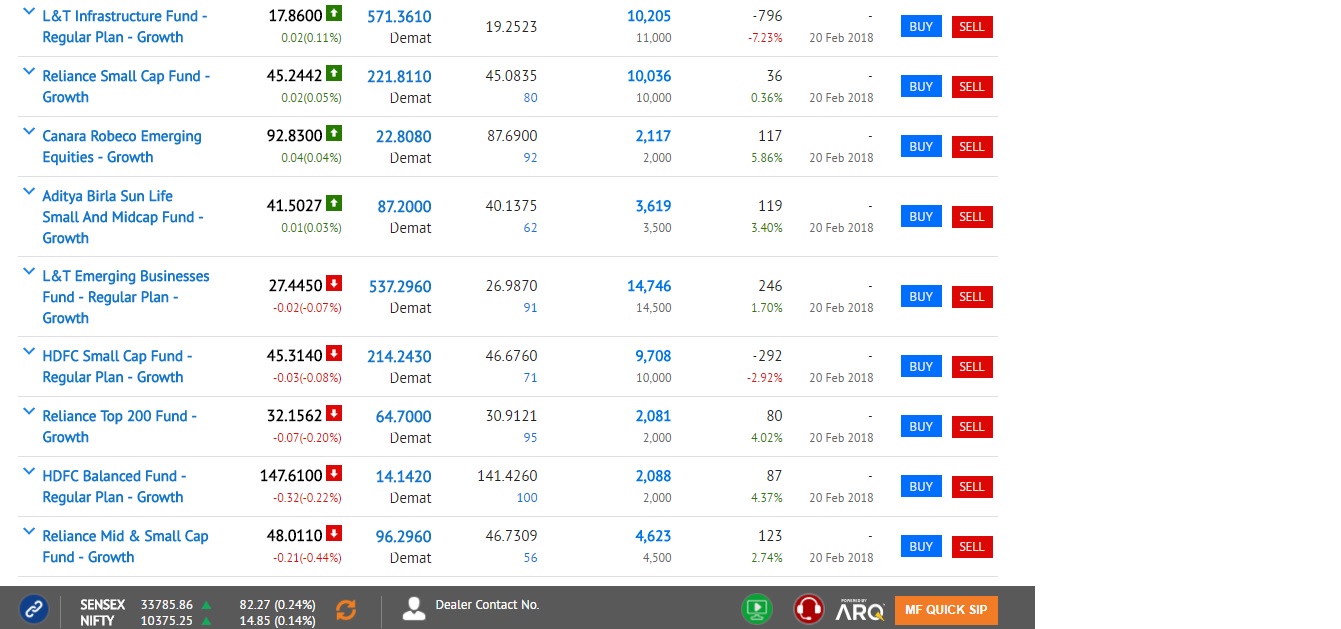 L&T Infrastructure Fund - 17.8600 571.3610 19.2523 10,205 -796 - BUY SELL
Regular Plan - Growth 0.02(0.11%) Demat 11,000 -7.23% 20 Feb 2018
Reliance Small Cap Fund - 45.2442 221.8110 45.0835 10,036 36 - BUY SELL
Growth 0.02(0.05%) Demat 80 10,000 0.36% 20 Feb 2018
Canara Robeco Emerging 92.8300 22.8080 87.6900 2,117 117 - BUY SELL
Equities - Growth 0.04(0.04%) Demat 92 2,000 5.86% 20 Feb 2018
Aditya Birla Sun Life
Small And Midcap Fund - 41.5027 87.2000 40.1375 3,619 119 - BUY SELL
Growth 0.01(0.03%) Demat 62 3,500 3.40% 20 Feb 2018
L&T Emerging Businesses
Fund - Regular Plan - 27.4450 537.2960 26.9870 14,746 246 - BUY SELL
Growth -0.02(-0.07%) Demat 91 14,500 1.70% 20 Feb 2018
HDFC Small Cap Fund - 45.3140 214.2430 46.6760 9,708 -292 - BUY SELL
Regular Plan - Growth -0.03(-0.08%) Demat 71 10,000 -2.92% 20 Feb 2018
Reliance Top 200 Fund - 32.1562 64.7000 30.9121 2,081 80 - BUY SELL
Growth -0.07(-0.20%) Demat 95 2,000 4.02% 20 Feb 2018
HDFC Balanced Fund - 147.6100 14.1420 141.4260 2,088 87 - BUY SELL
Regular Plan - Growth -0.32(-0.22%) Demat 100 2,000 4.37% 20 Feb 2018
Reliance Mid & Small Cap 48.0110 96.2960 46.7309 4,623 123 - BUY SELL
Fund - Growth -0.21(-0.44%) Demat 56 4,500 2.74% 20 Feb 2018
SENSEX 33785.86 82.27 (0.24%) Dealer Contact No. POWERED BY ARQ MF QUICK SIP
NIFTY 10375.25 14.85 (0.14%)